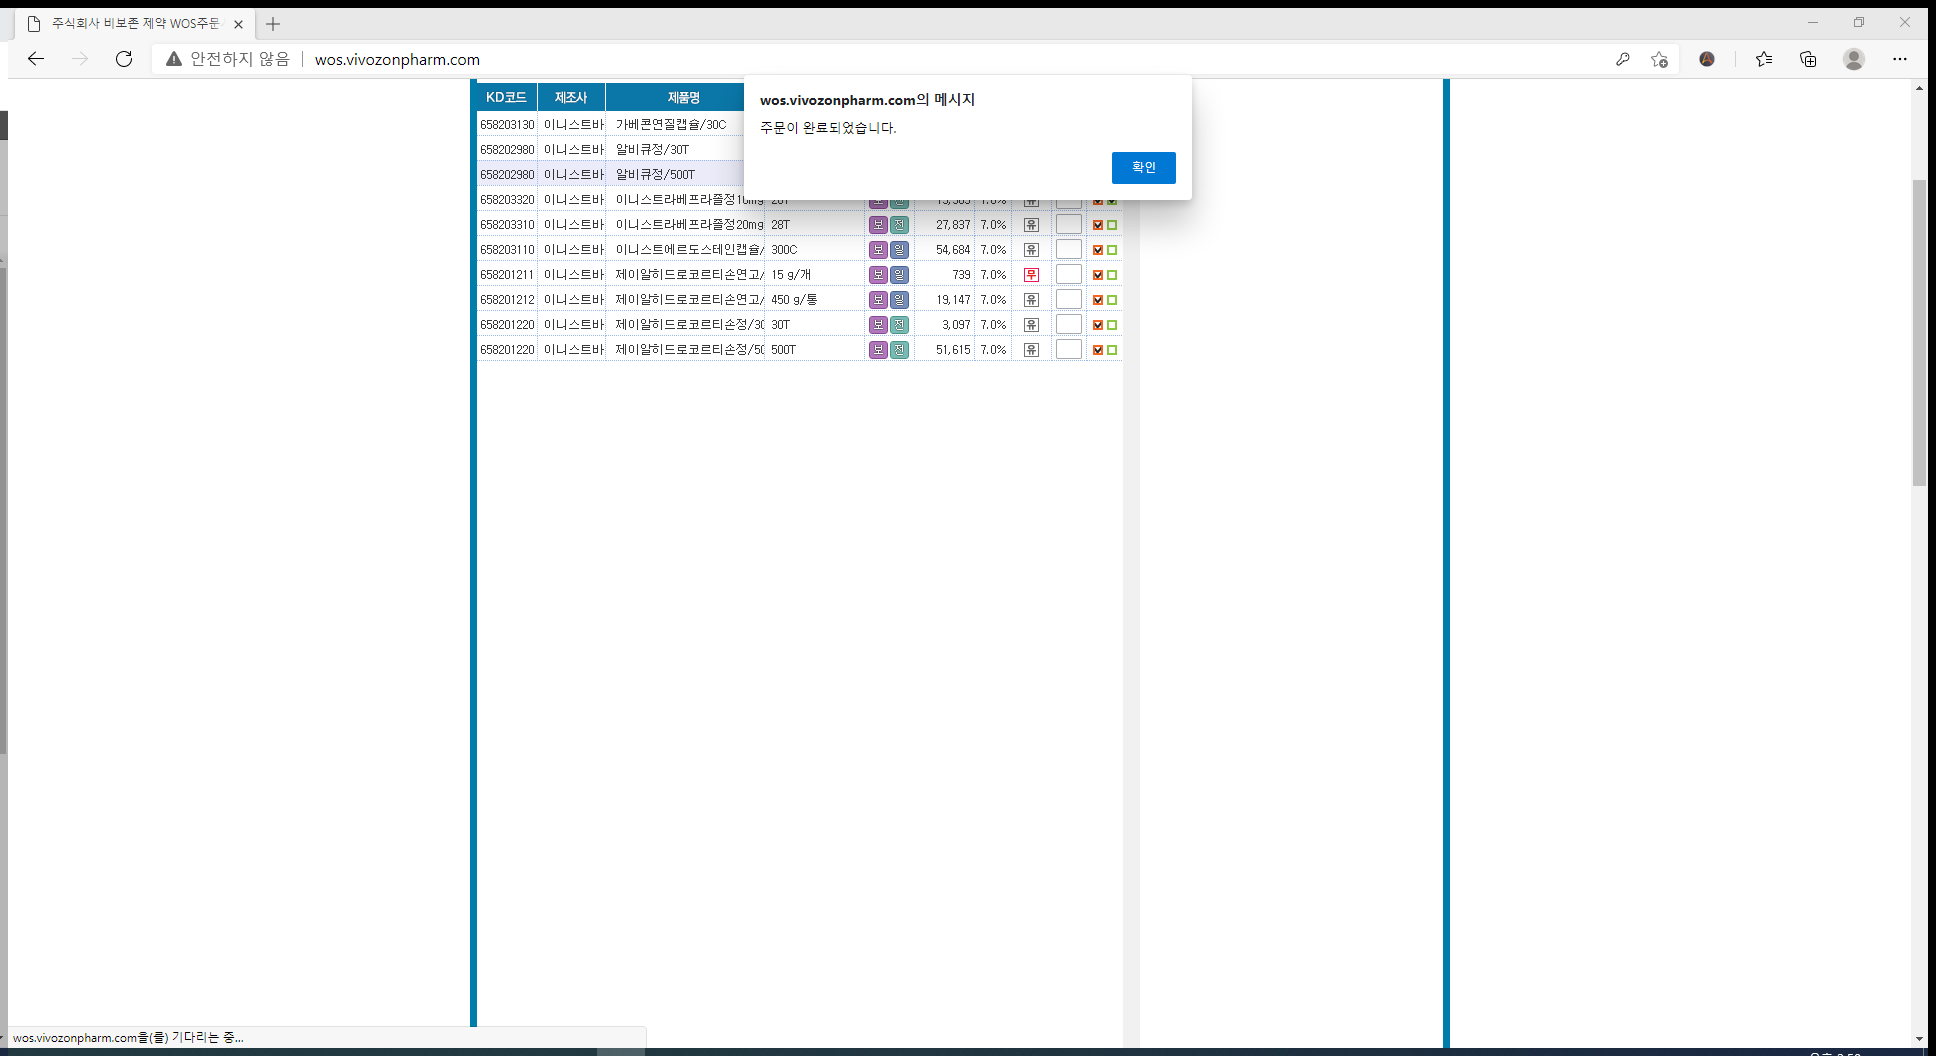 주식회사 비보존 제약 WOS주문
안전하지 않음 wos.vivozonpharm.com
wos.vivozonpharm.com의 메시지
주문이 완료되었습니다.
확인
KD코드 제조사 제품명
658203130 이니스트바 가베콘연질캡슐/30C
658202980 이니스트바 알비큐정/30T
658202980 이니스트바 알비큐정/500T
658203320 이니스트바 이니스트라베프라졸정10mg
658203310 이니스트바 이니스트라베프라졸정20mg 28T 보 전 27,837 7.0% 유
658203110 이니스트바 이니스트에르도스테인캡슐/ 300C 보 일 54,684 7.0% 유
658201211 이니스트바 제이알히드로코르티손연고/ 15 g/개 보 일 739 7.0% 무
658201212 이니스트바 제이알히드로코르티손연고/ 450 g/통 보 일 19,147 7.0% 유
658201220 이니스트바 제이알히드로코르티손정/30 30T 보 전 3,097 7.0% 유
658201220 이니스트바 제이알히드로코르티손정/50 500T 보 전 51,615 7.0% 유
wos.vivozonpharm.com을(를) 기다리는 중...